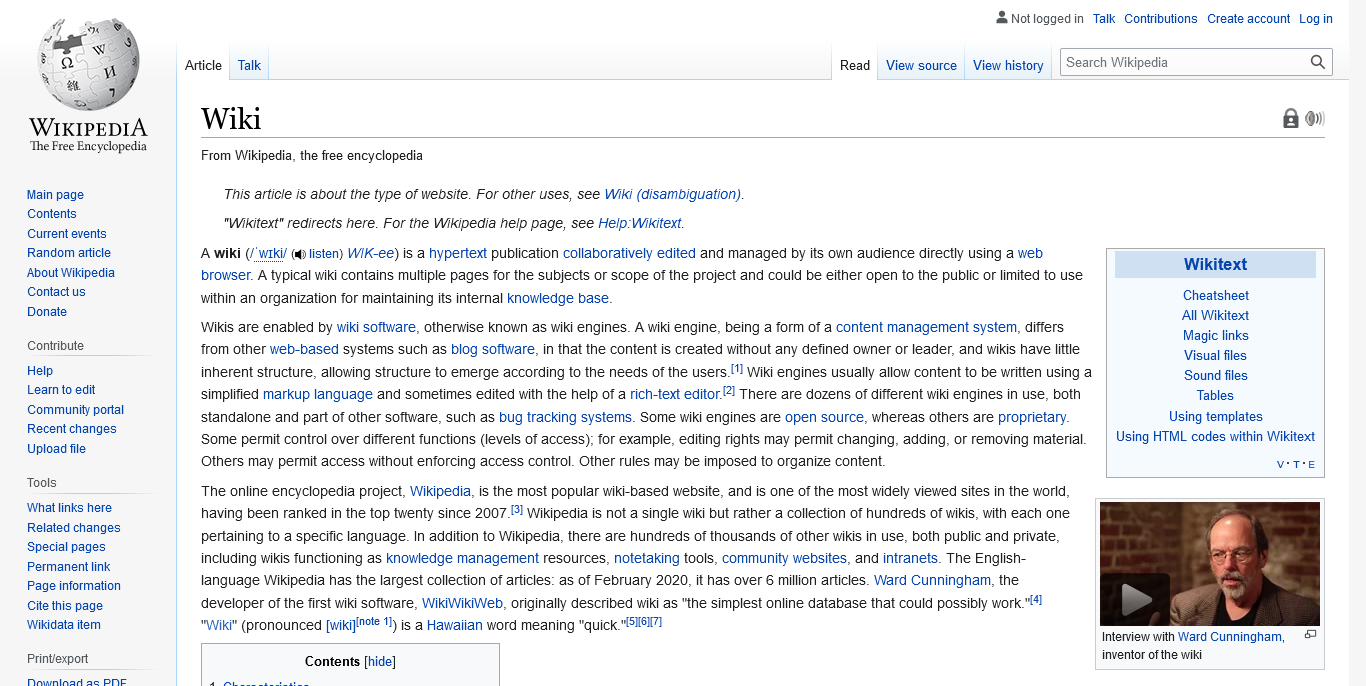 Not logged in Talk Contributions Create account Log in
Article Talk Read View source View history Search Wikipedia
WIKIPEDIA
The Free Encyclopedia
Main page
Contents
Current events
Random article
About Wikipedia
Contact us
Donate
Contribute
Help
Learn to edit
Community portal
Recent changes
Upload file
Tools
What links here
Related changes
Special pages
Permanent link
Page information
Cite this page
Wikidata item
Print/export
Download as PDF
Wiki
From Wikipedia, the free encyclopedia
This article is about the type of website. For other uses, see Wiki (disambiguation).
"Wikitext" redirects here. For the Wikipedia help page, see Help:Wikitext.
A wiki (/ˈwɪki/ (listen) WIK-ee) is a hypertext publication collaboratively edited and managed by its own audience directly using a web
browser. A typical wiki contains multiple pages for the subjects or scope of the project and could be either open to the public or limited to use
within an organization for maintaining its internal knowledge base.
Wikis are enabled by wiki software, otherwise known as wiki engines. A wiki engine, being a form of a content management system, differs
from other web-based systems such as blog software, in that the content is created without any defined owner or leader, and wikis have little
inherent structure, allowing structure to emerge according to the needs of the users.[1] Wiki engines usually allow content to be written using a
simplified markup language and sometimes edited with the help of a rich-text editor.[2] There are dozens of different wiki engines in use, both
standalone and part of other software, such as bug tracking systems. Some wiki engines are open source, whereas others are proprietary.
Some permit control over different functions (levels of access); for example, editing rights may permit changing, adding, or removing material.
Others may permit access without enforcing access control. Other rules may be imposed to organize content.
The online encyclopedia project, Wikipedia, is the most popular wiki-based website, and is one of the most widely viewed sites in the world,
having been ranked in the top twenty since 2007.[3] Wikipedia is not a single wiki but rather a collection of hundreds of wikis, with each one
pertaining to a specific language. In addition to Wikipedia, there are hundreds of thousands of other wikis in use, both public and private,
including wikis functioning as knowledge management resources, notetaking tools, community websites, and intranets. The English-
language Wikipedia has the largest collection of articles: as of February 2020, it has over 6 million articles. Ward Cunningham, the
developer of the first wiki software, WikiWikiWeb, originally described wiki as "the simplest online database that could possibly work."[4]
"Wiki" (pronounced [wiki][note 1]) is a Hawaiian word meaning "quick."[5][6][7]
Contents [hide]
1 Characteristics
Wikitext
Cheatsheet
All Wikitext
Magic links
Visual files
Sound files
Tables
Using templates
Using HTML codes within Wikitext
V · T · E
Interview with Ward Cunningham,
inventor of the wiki